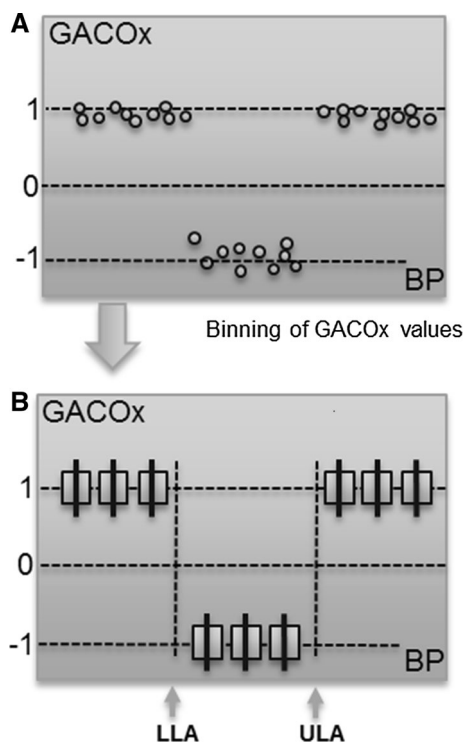 A
GACOx
1
0
-1
BP
Binning of GACOx values
B
GACOx
1
0
-1
BP
LLA ULA